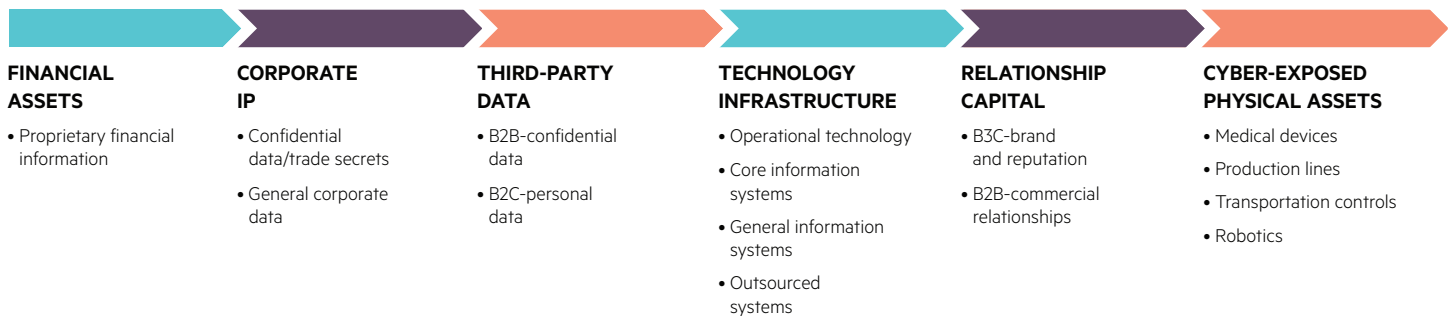 FINANCIAL
ASSETS
• Proprietary financial
information
CORPORATE
IP
• Confidential
data/trade secrets
• General corporate
data
THIRD-PARTY
DATA
• B2B-confidential
data
• B2C-personal
data
TECHNOLOGY
INFRASTRUCTURE
• Operational technology
• Core information
systems
• General information
systems
• Outsourced
systems
RELATIONSHIP
CAPITAL
• B3C-brand
and reputation
• B2B-commercial
relationships
CYBER-EXPOSED
PHYSICAL ASSETS
• Medical devices
• Production lines
• Transportation controls
• Robotics